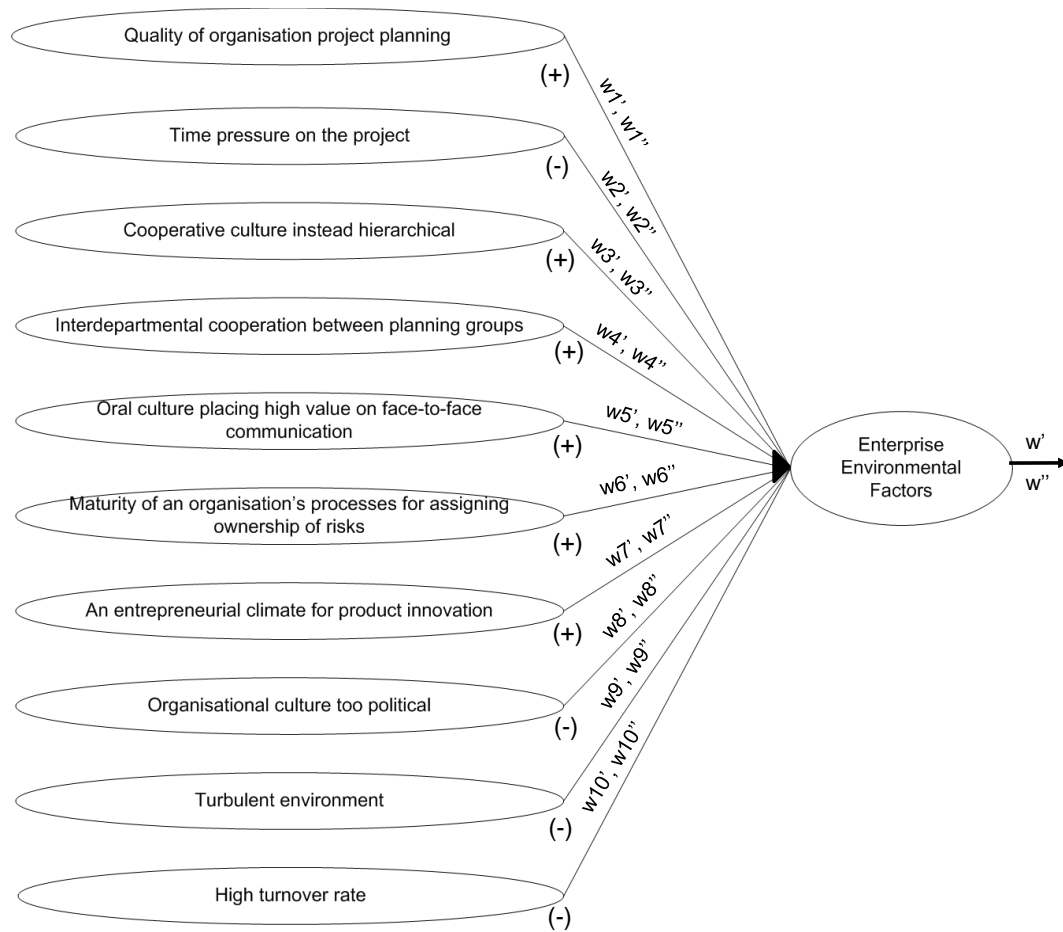 Quality of organisation project planning
(+)
w1’, w1”
Time pressure on the project
(-)
w2’, w2”
Cooperative culture instead hierarchical
(+)
w3’, w3”
Interdepartmental cooperation between planning groups
(+)
w4’, w4”
Oral culture placing high value on face-to-face
communication
(+)
w5’, w5”
Maturity of an organisation’s processes for assigning
ownership of risks
(+)
w6’, w6”
An entrepreneurial climate for product innovation
(+)
w7’, w7”
Organisational culture too political
(-)
w8’, w8”
Turbulent environment
(-)
w9’, w9”
High turnover rate
(-)
w10’, w10”
Enterprise
Environmental
Factors
w’
w’’